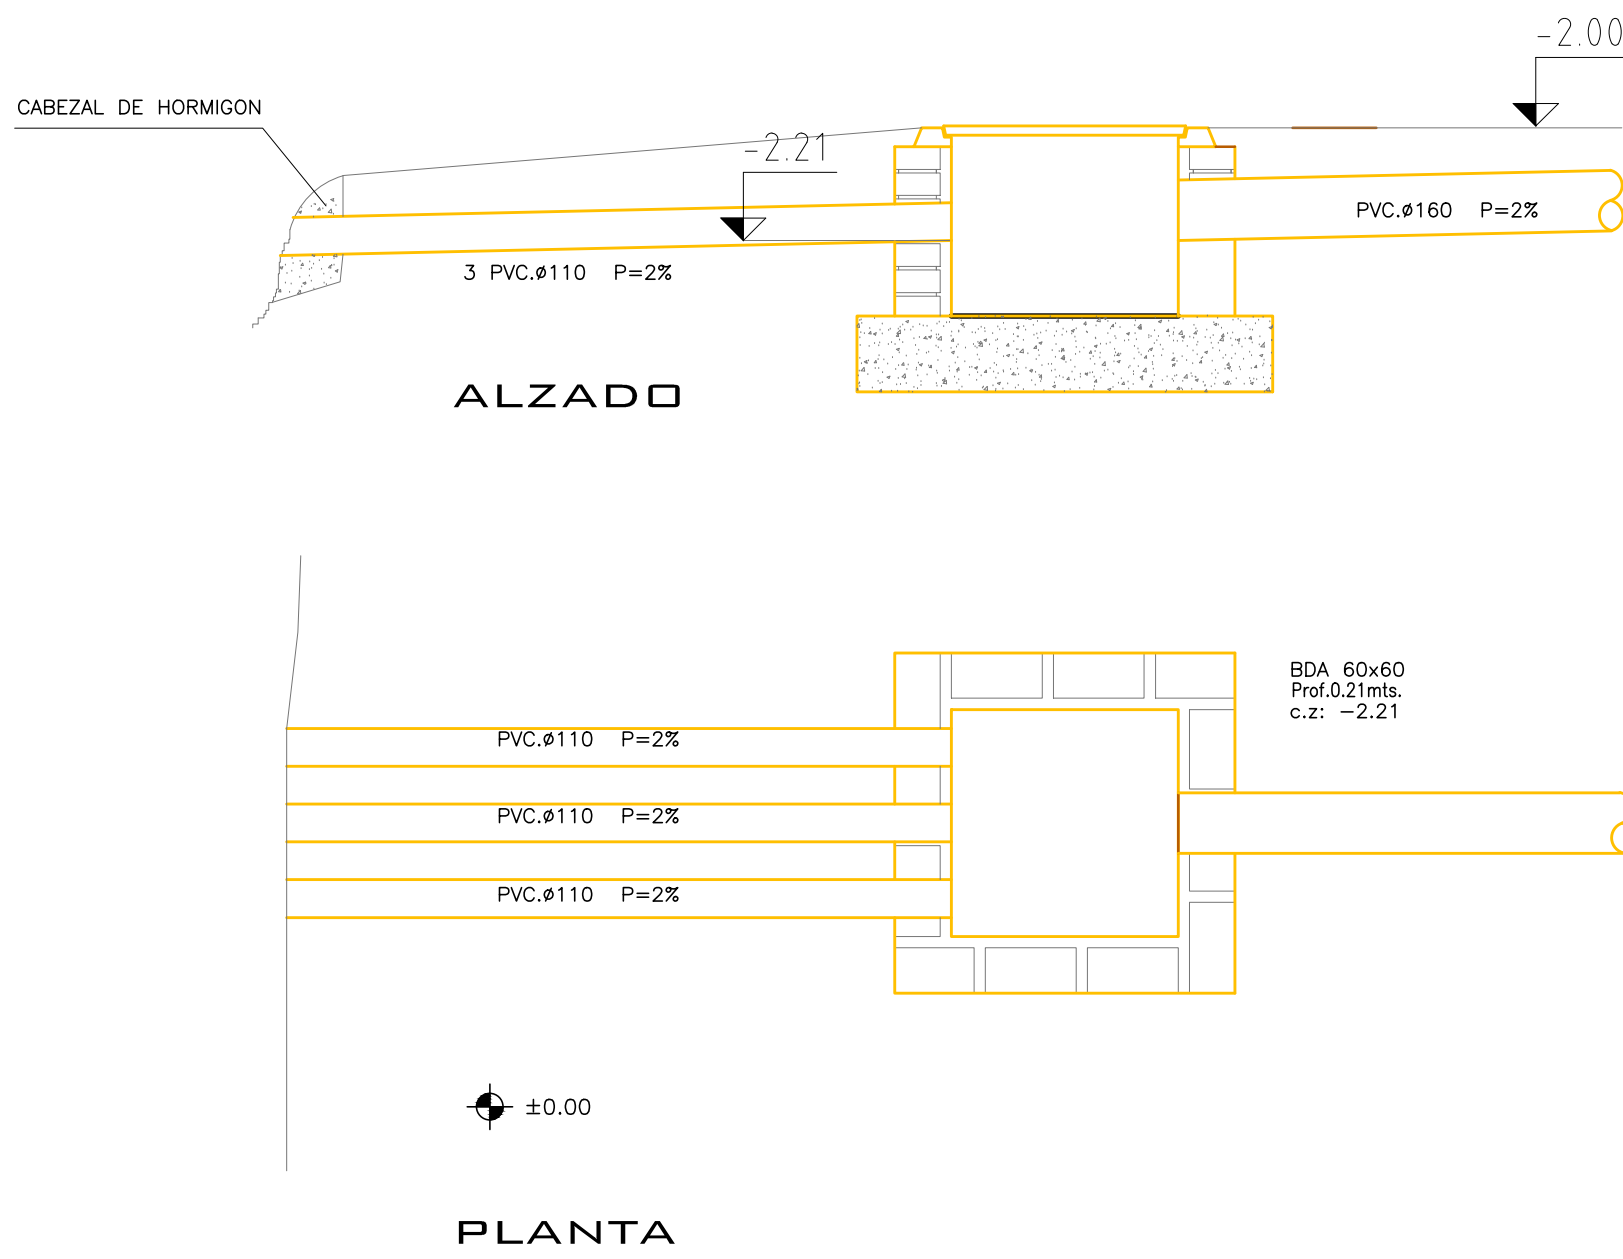 -2.00
CABEZAL DE HORMIGON
-2.21
PVC.ø160 P=2%
3 PVC.ø110 P=2%
ALZADO
BDA 60x60
Prof.0.21mts.
c.z: -2.21
PVC.ø110 P=2%
PVC.ø110 P=2%
PVC.ø110 P=2%
±0.00
PLANTA